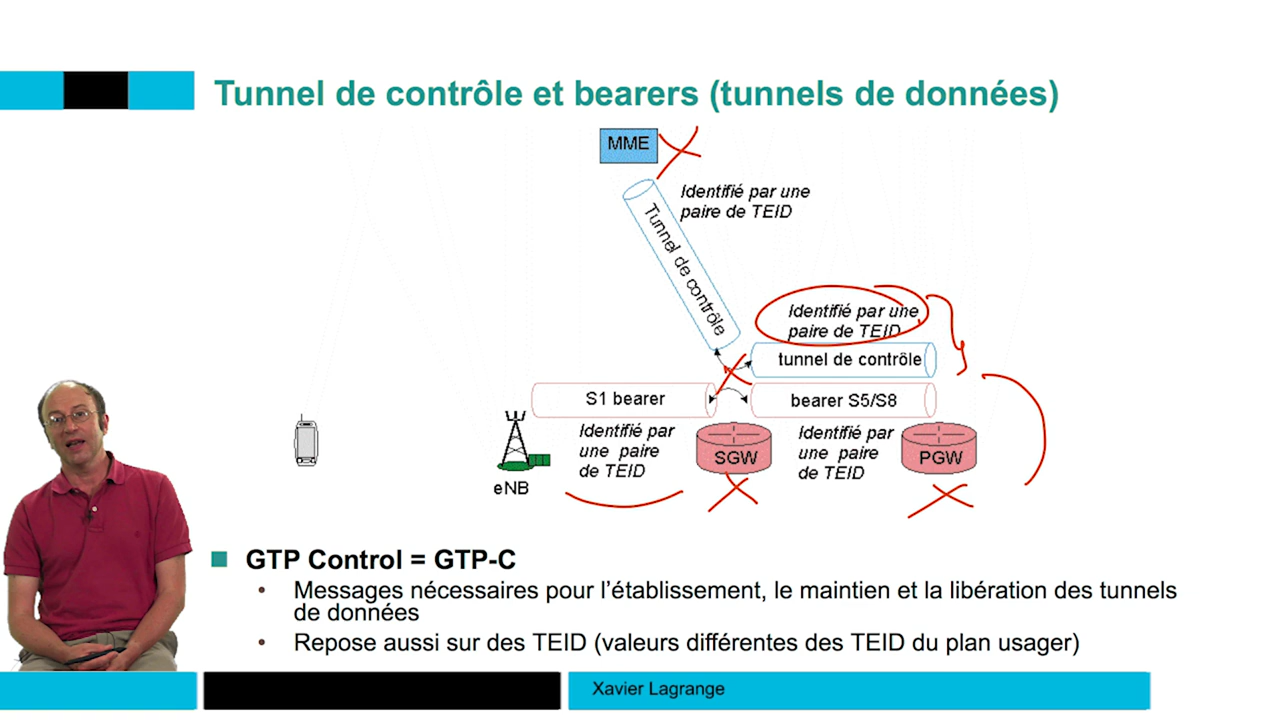 Tunnel de contrôle et bearers (tunnels de données)
MME
Identifié par une
paire de TEID
Tunnel de contrôle
Identifié par une
paire de TEID
tunnel de contrôle
S1 bearer
bearer S5/S8
Identifié par
une paire
de TEID
SGW
Identifié par
une paire
de TEID
PGW
eNB
GTP Control = GTP-C
• Messages nécessaires pour l'établissement, le maintien et la libération des tunnels
de données
• Repose aussi sur des TEID (valeurs différentes des TEID du plan usager)
Xavier Lagrange